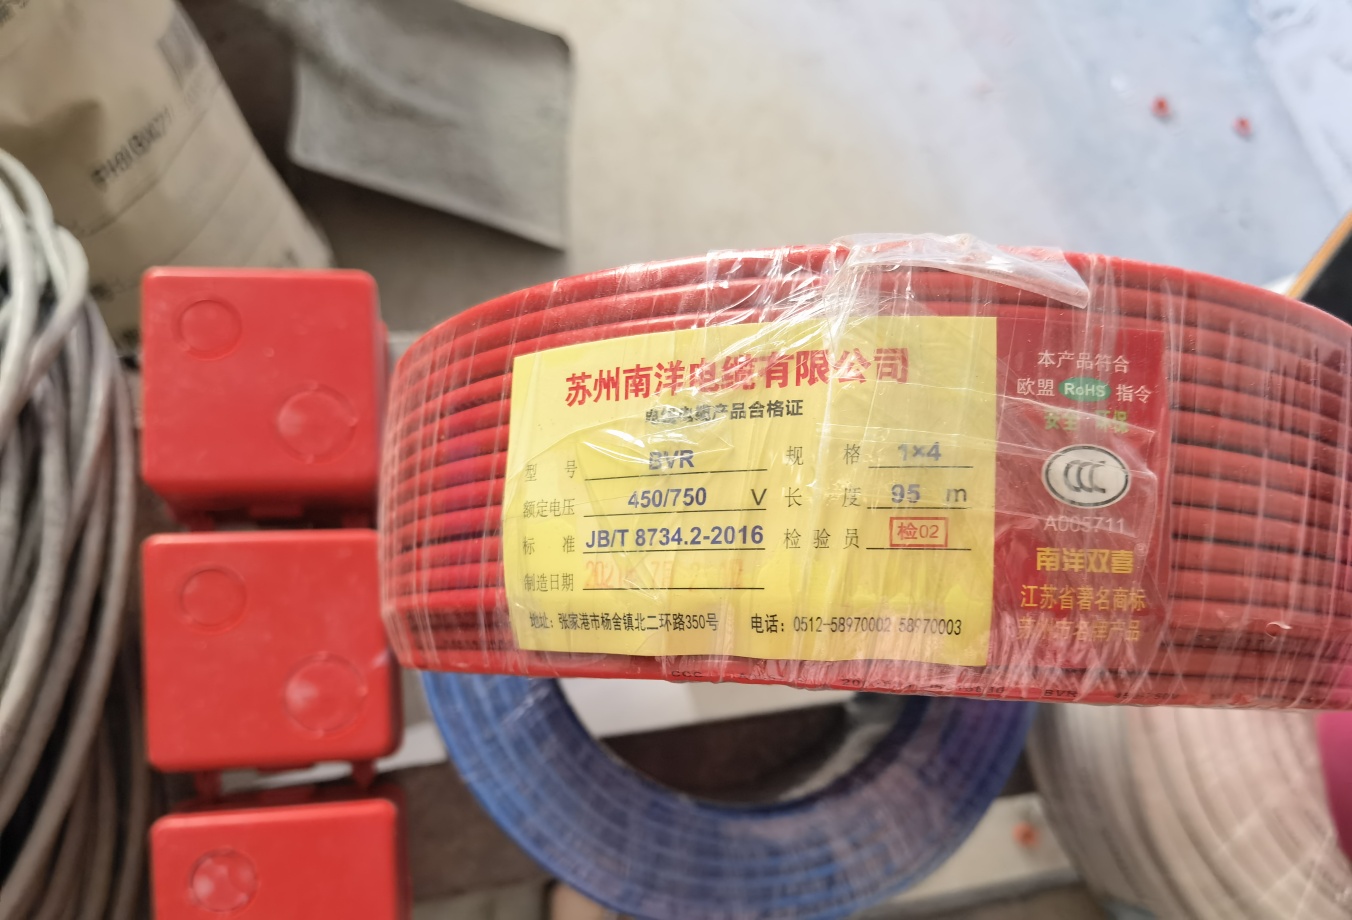 苏州南洋电缆有限公司
电线电缆产品合格证
型 号 BVR 规 格 1×4
额定电压 450/750 V 长 度 95 m
标 准 JB/T 8734.2-2016 检验员 检02
制造日期
地址：张家港市杨舍镇北二环路350号 电话：0512-58970002 58970003
本产品符合
欧盟 RoHS 指令
安全 环保
CCC
A005711
南洋双喜
江苏省著名商标
苏州市名牌产品
BVR